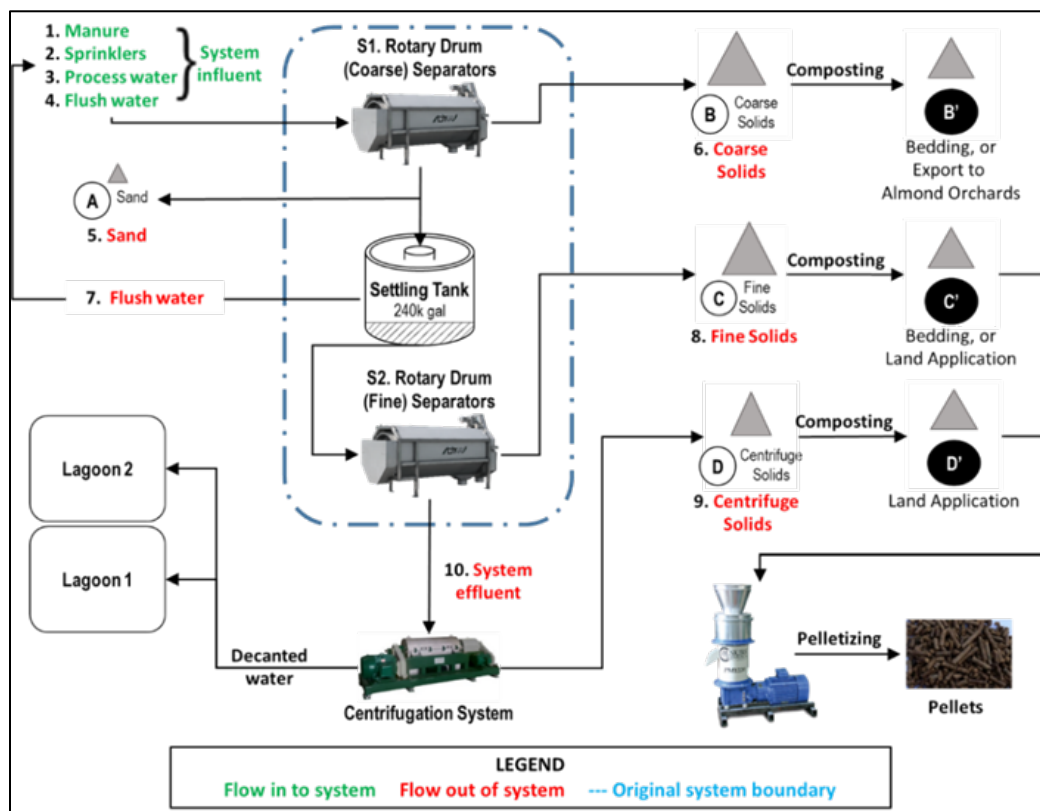 1. Manure
2. Sprinklers
3. Process water
4. Flush water
System
influent
S1. Rotary Drum
(Coarse) Separators
B
Coarse
Solids
6. Coarse
Solids
Composting
B'
Bedding, or
Export to
Almond Orchards
A
Sand
5. Sand
7. Flush water
Settling Tank
240k gal
C
Fine
Solids
8. Fine Solids
Composting
C'
Bedding, or
Land Application
S2. Rotary Drum
(Fine) Separators
D
Centrifuge
Solids
9. Centrifuge
Solids
Composting
D'
Land Application
Lagoon 2
Lagoon 1
10. System
effluent
Decanted
water
Centrifugation System
Pelletizing
Pellets
LEGEND
Flow in to system Flow out of system --- Original system boundary